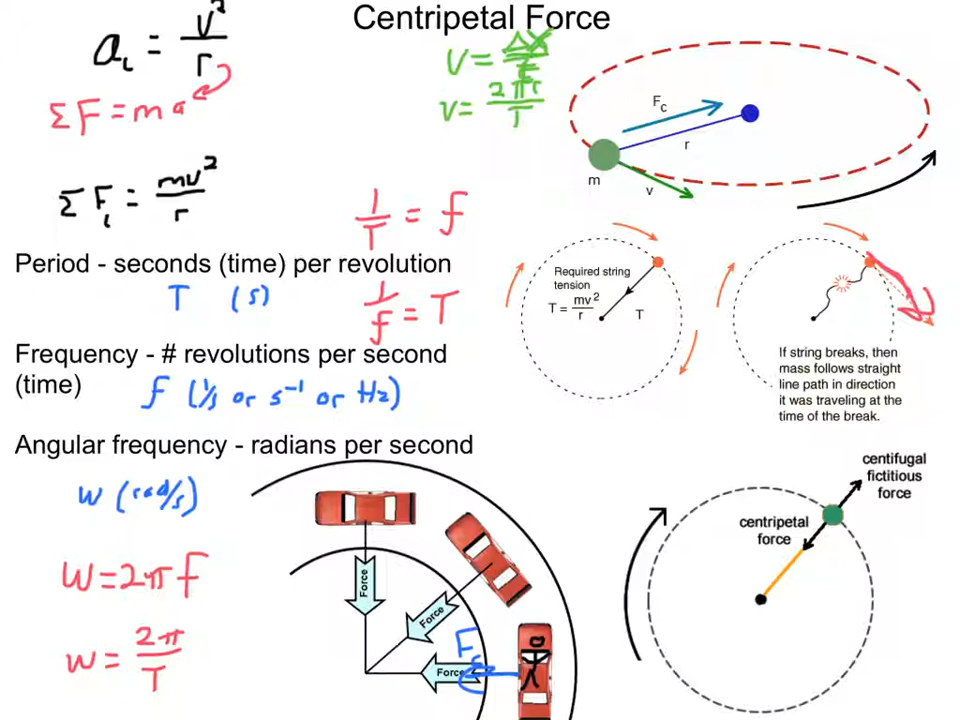 Centripetal Force
a_c = v²/r
ΣF = ma
ΣF_c = mv²/r
v = Δx/t
v = 2πr/T
F_c
r
m
v
1/T = f
Period - seconds (time) per revolution
T (s)
1/f = T
Frequency - # revolutions per second
(time)
f (1/s or s⁻¹ or Hz)
Angular frequency - radians per second
w (rad/s)
w = 2πf
w = 2π/T
Required string
tension
T = mv²/r
T
If string breaks, then
mass follows straight
line path in direction
it was traveling at the
time of the break.
Force
Force
Force
F_c
centifugal
fictitious
force
centripetal
force